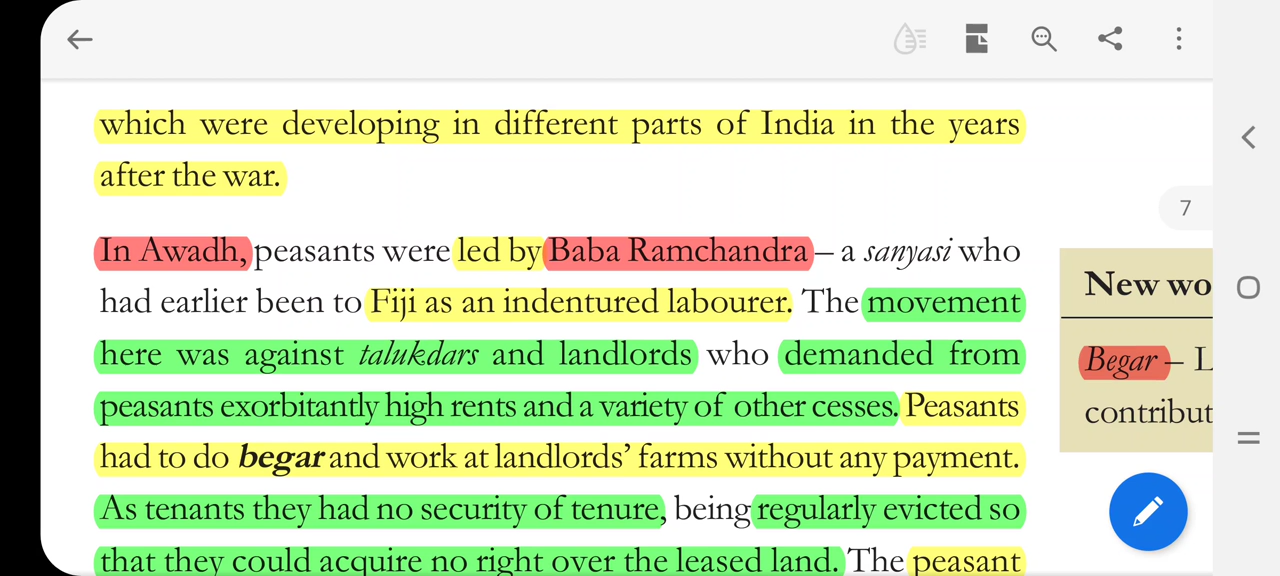 which were developing in different parts of India in the years
after the war.
7
In Awadh, peasants were led by Baba Ramchandra – a sanyasi who
had earlier been to Fiji as an indentured labourer. The movement
here was against talukdars and landlords who demanded from
peasants exorbitantly high rents and a variety of other cesses. Peasants
had to do begar and work at landlords’ farms without any payment.
As tenants they had no security of tenure, being regularly evicted so
that they could acquire no right over the leased land. The peasant
New wo
Begar – L
contribut